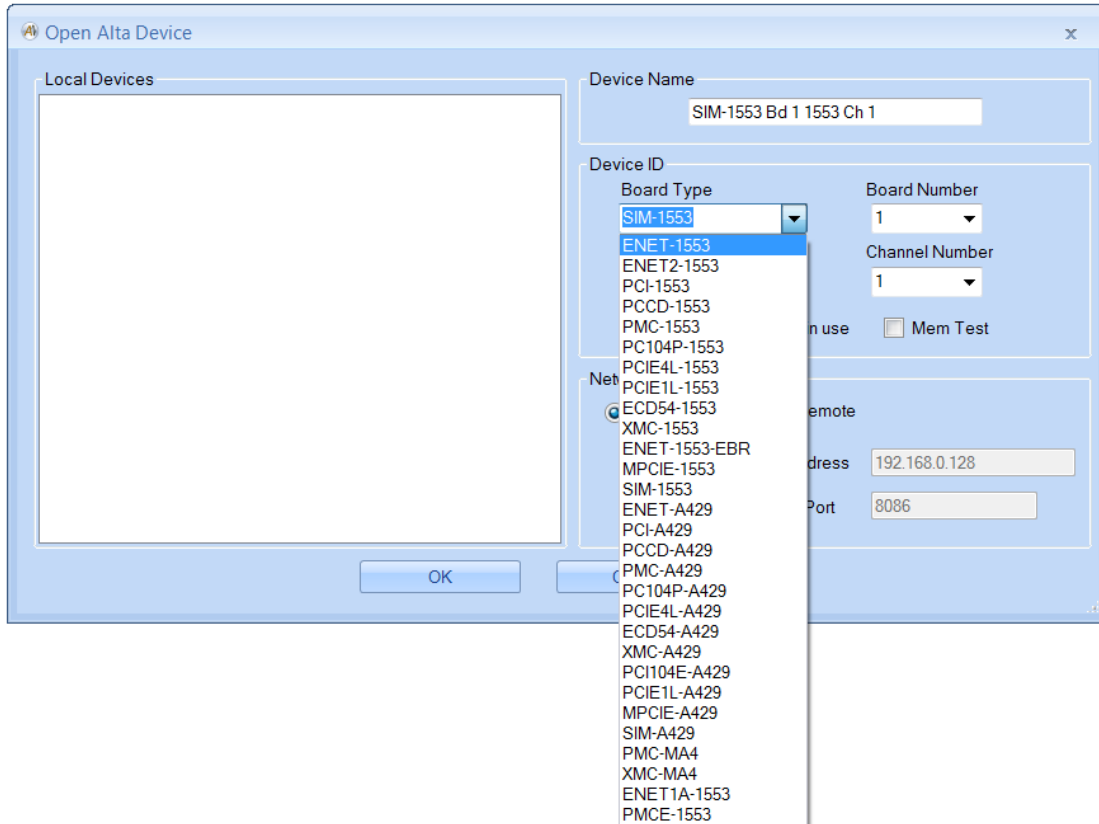 Open Alta Device
x
Local Devices
Device Name
SIM-1553 Bd 1 1553 Ch 1
Device ID
Board Type
Board Number
SIM-1553
1
ENET-1553
Channel Number
ENET2-1553
PCI-1553
1
PCCD-1553
PMC-1553
n use
Mem Test
PC104P-1553
PCIE4L-1553
Net
PCIE1L-1553
ECD54-1553
emote
XMC-1553
ENET-1553-EBR
MPCIE-1553
dress
192.168.0.128
SIM-1553
ENET-A429
Port
8086
PCI-A429
PCCD-A429
PMC-A429
OK
PC104P-A429
PCIE4L-A429
ECD54-A429
XMC-A429
PCI104E-A429
PCIE1L-A429
MPCIE-A429
SIM-A429
PMC-MA4
XMC-MA4
ENET1A-1553
PMCE-1553